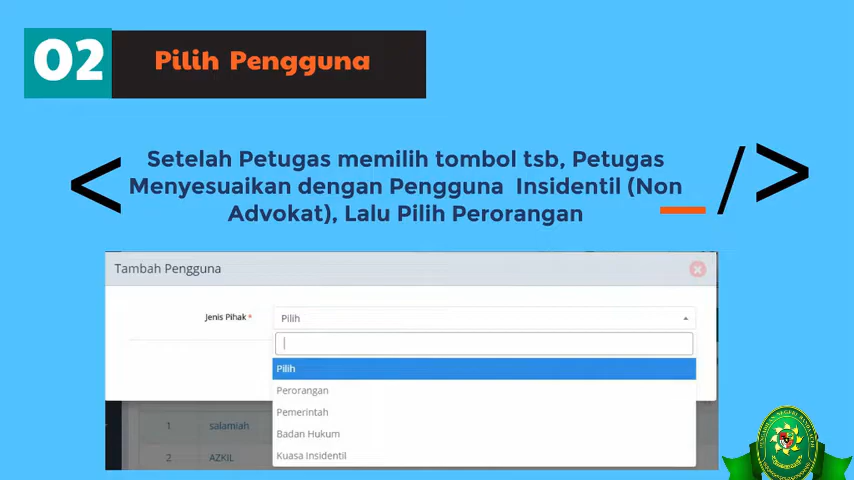 02 Pilih Pengguna
Setelah Petugas memilih tombol tsb, Petugas
Menyesuaikan dengan Pengguna Insidentil (Non
Advokat), Lalu Pilih Perorangan
< _ />
Tambah Pengguna
Jenis Pihak * Pilih
Pilih
Perorangan
Pemerintah
Badan Hukum
Kuasa Insidentil
1 salamiah
2 AZKIL